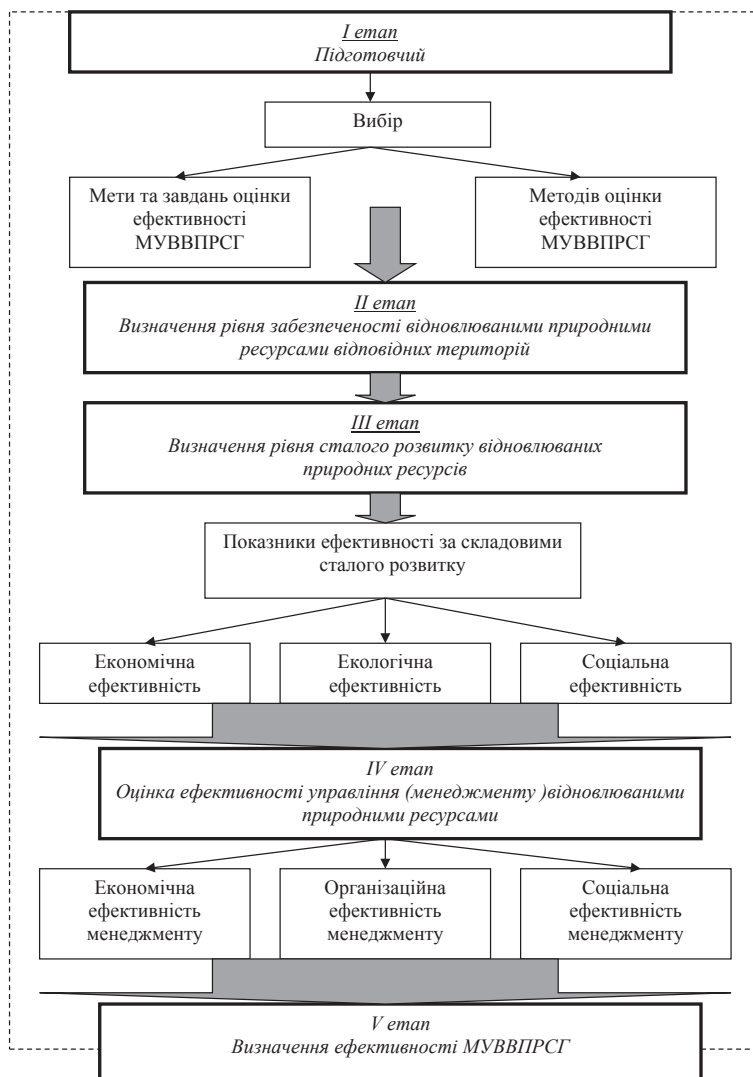 I етап
Підготовчий
Вибір
Мети та завдань оцінки
ефективності
МУВВПРСГ
Методів оцінки
ефективності
МУВВПРСГ
II етап
Визначення рівня забезпеченості відновлюваними природними
ресурсами відповідних територій
III етап
Визначення рівня сталого розвитку відновлюваних
природних ресурсів
Показники ефективності за складовими
сталого розвитку
Економічна
ефективність
Екологічна
ефективність
Соціальна
ефективність
IV етап
Оцінка ефективності управління (менеджменту )відновлюваними
природними ресурсами
Економічна
ефективність
менеджменту
Організаційна
ефективність
менеджменту
Соціальна
ефективність
менеджменту
V етап
Визначення ефективності МУВВПРСГ